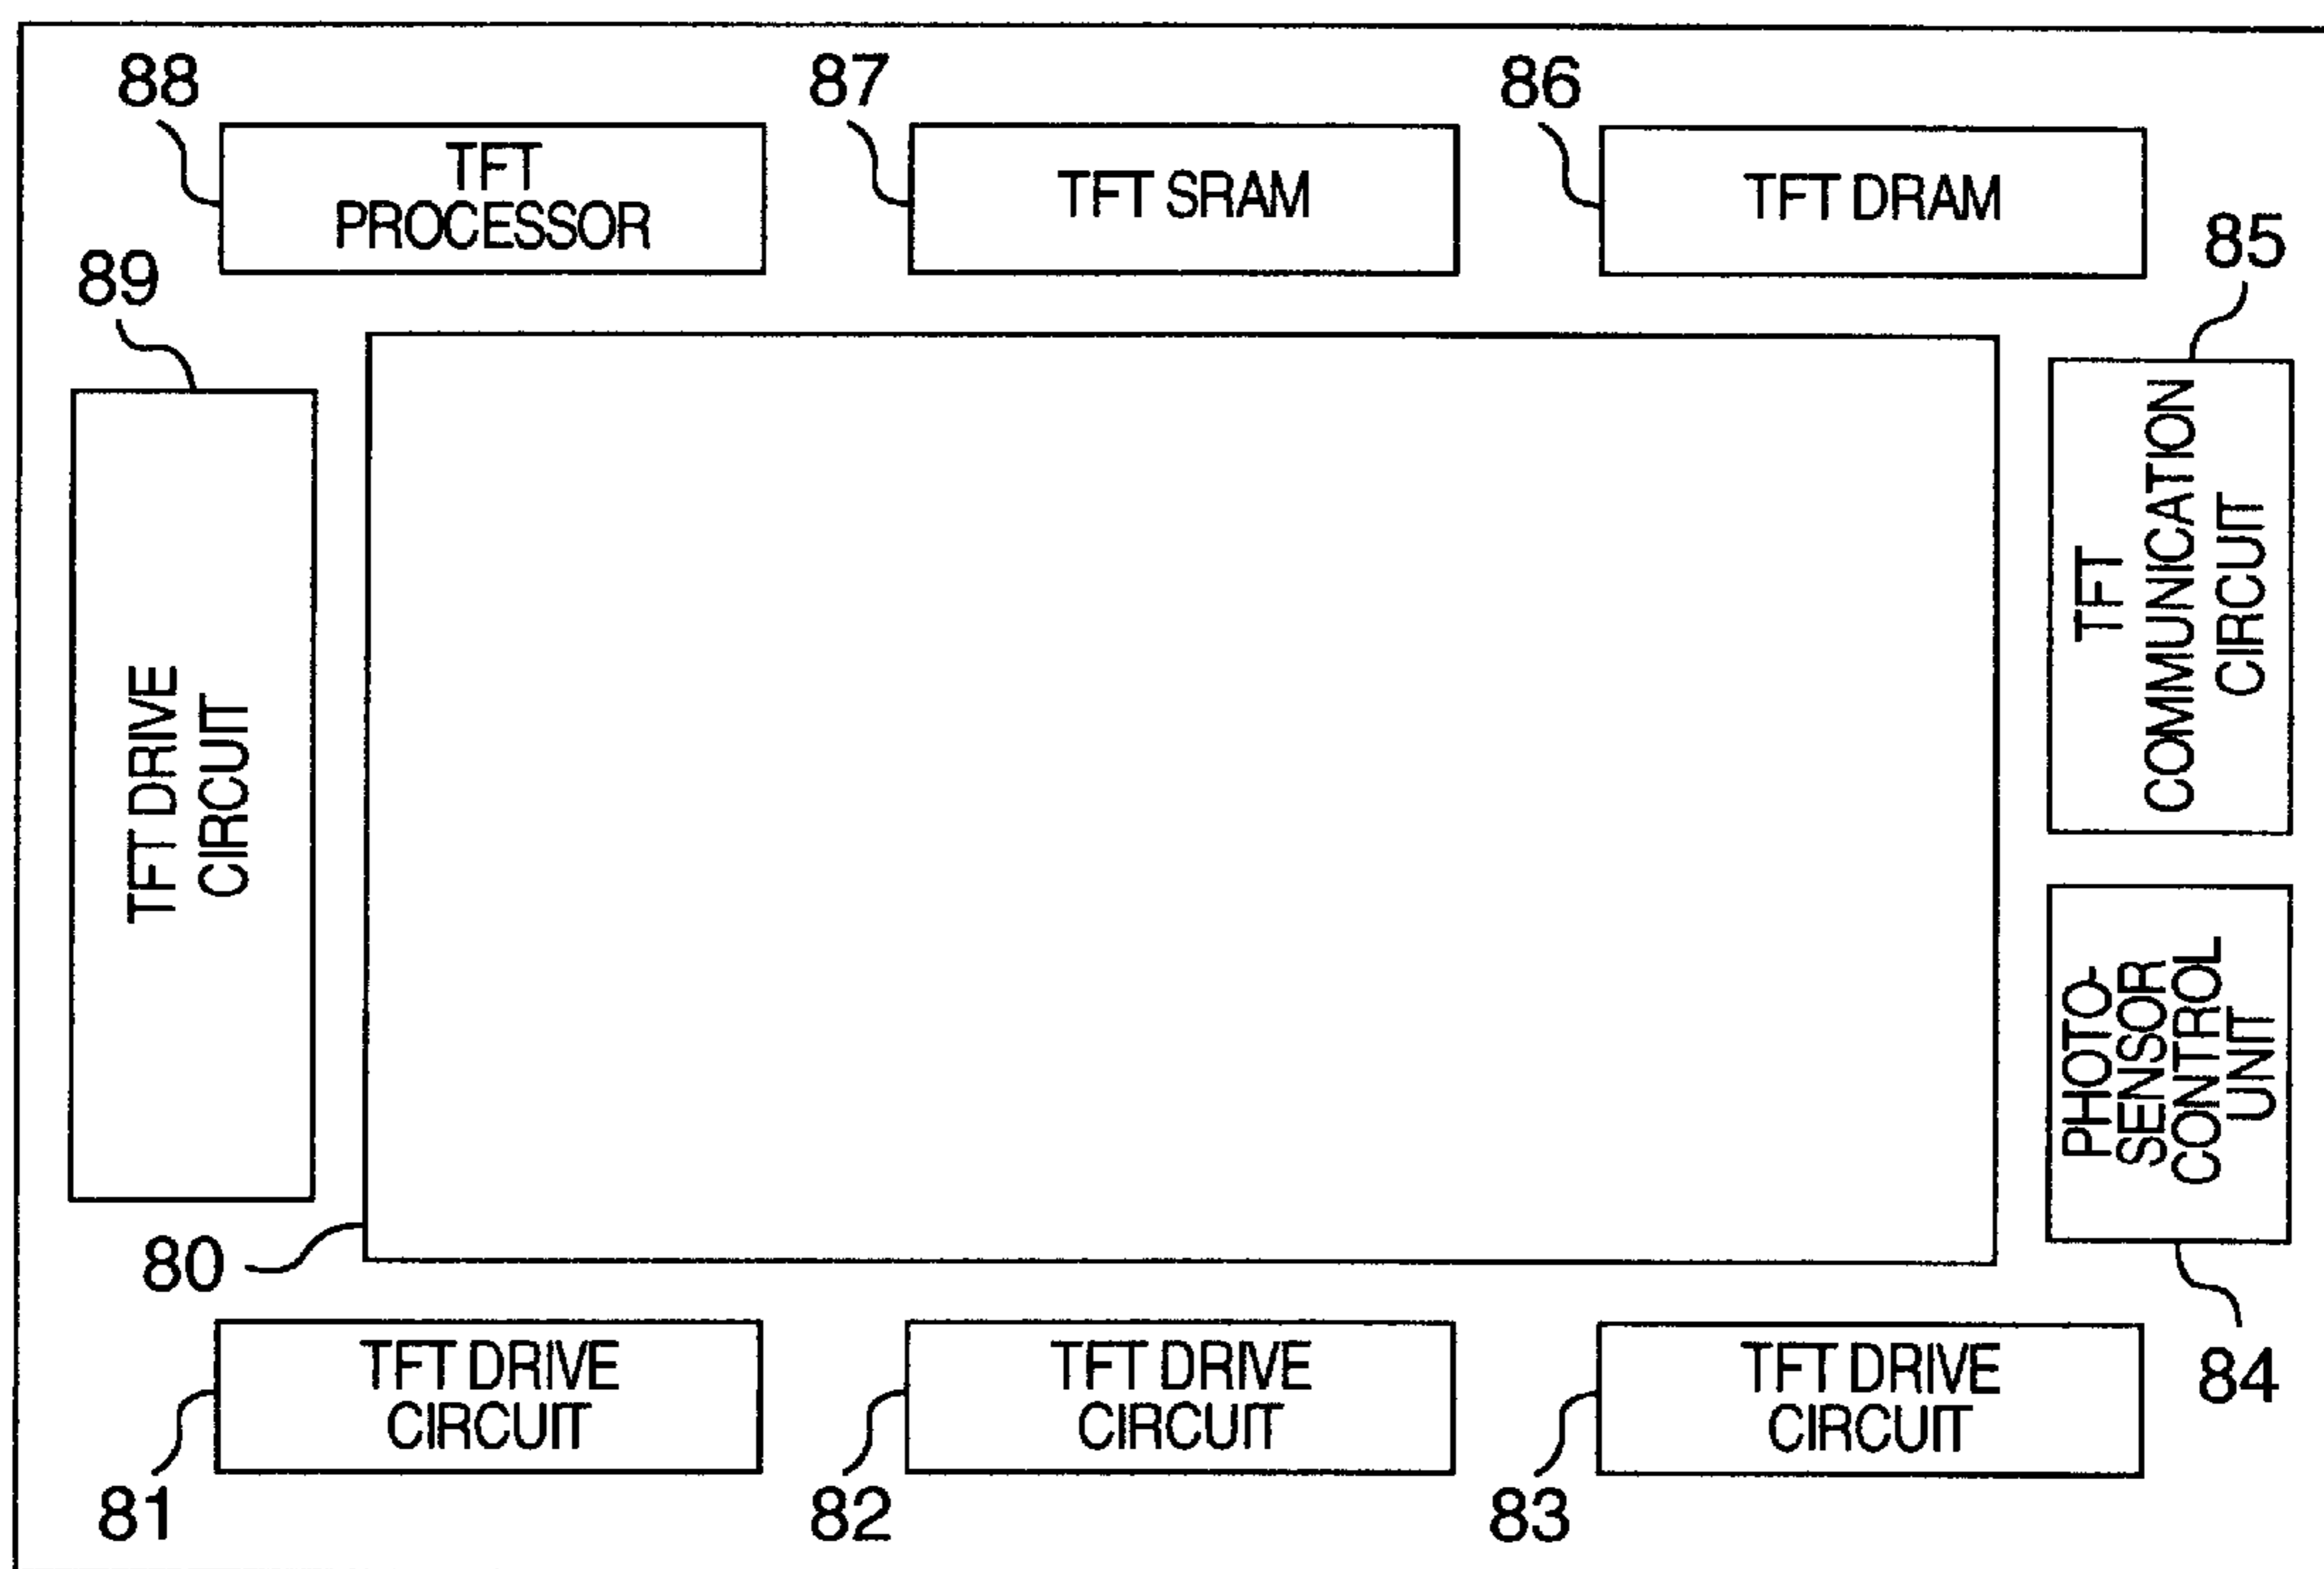 88
87
86
TFT
PROCESSOR
TFT SRAM
TFT DRAM
85
89
TFT
COMMUNICATION
CIRCUIT
TFT DRIVE
CIRCUIT
PHOTO-
SENSOR
CONTROL
UNIT
80
84
TFT DRIVE
CIRCUIT
TFT DRIVE
CIRCUIT
TFT DRIVE
CIRCUIT
81
82
83